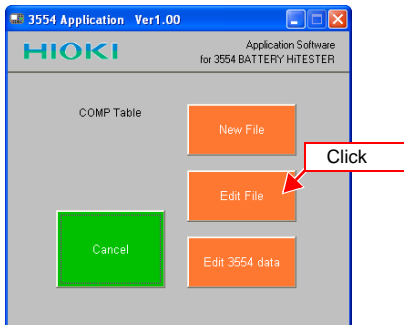 3554 Application Ver1.00
HIOKI
Application Software
for 3554 BATTERY HiTESTER
COMP Table
New File
Click
Edit File
Cancel
Edit 3554 data